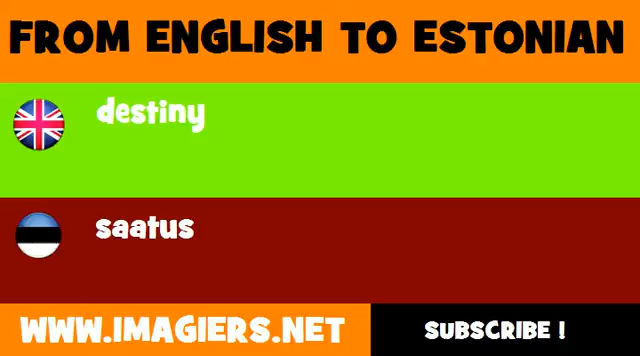 FROM ENGLISH TO ESTONIAN
destiny
saatus
WWW.IMAGIERS.NET
SUBSCRIBE !